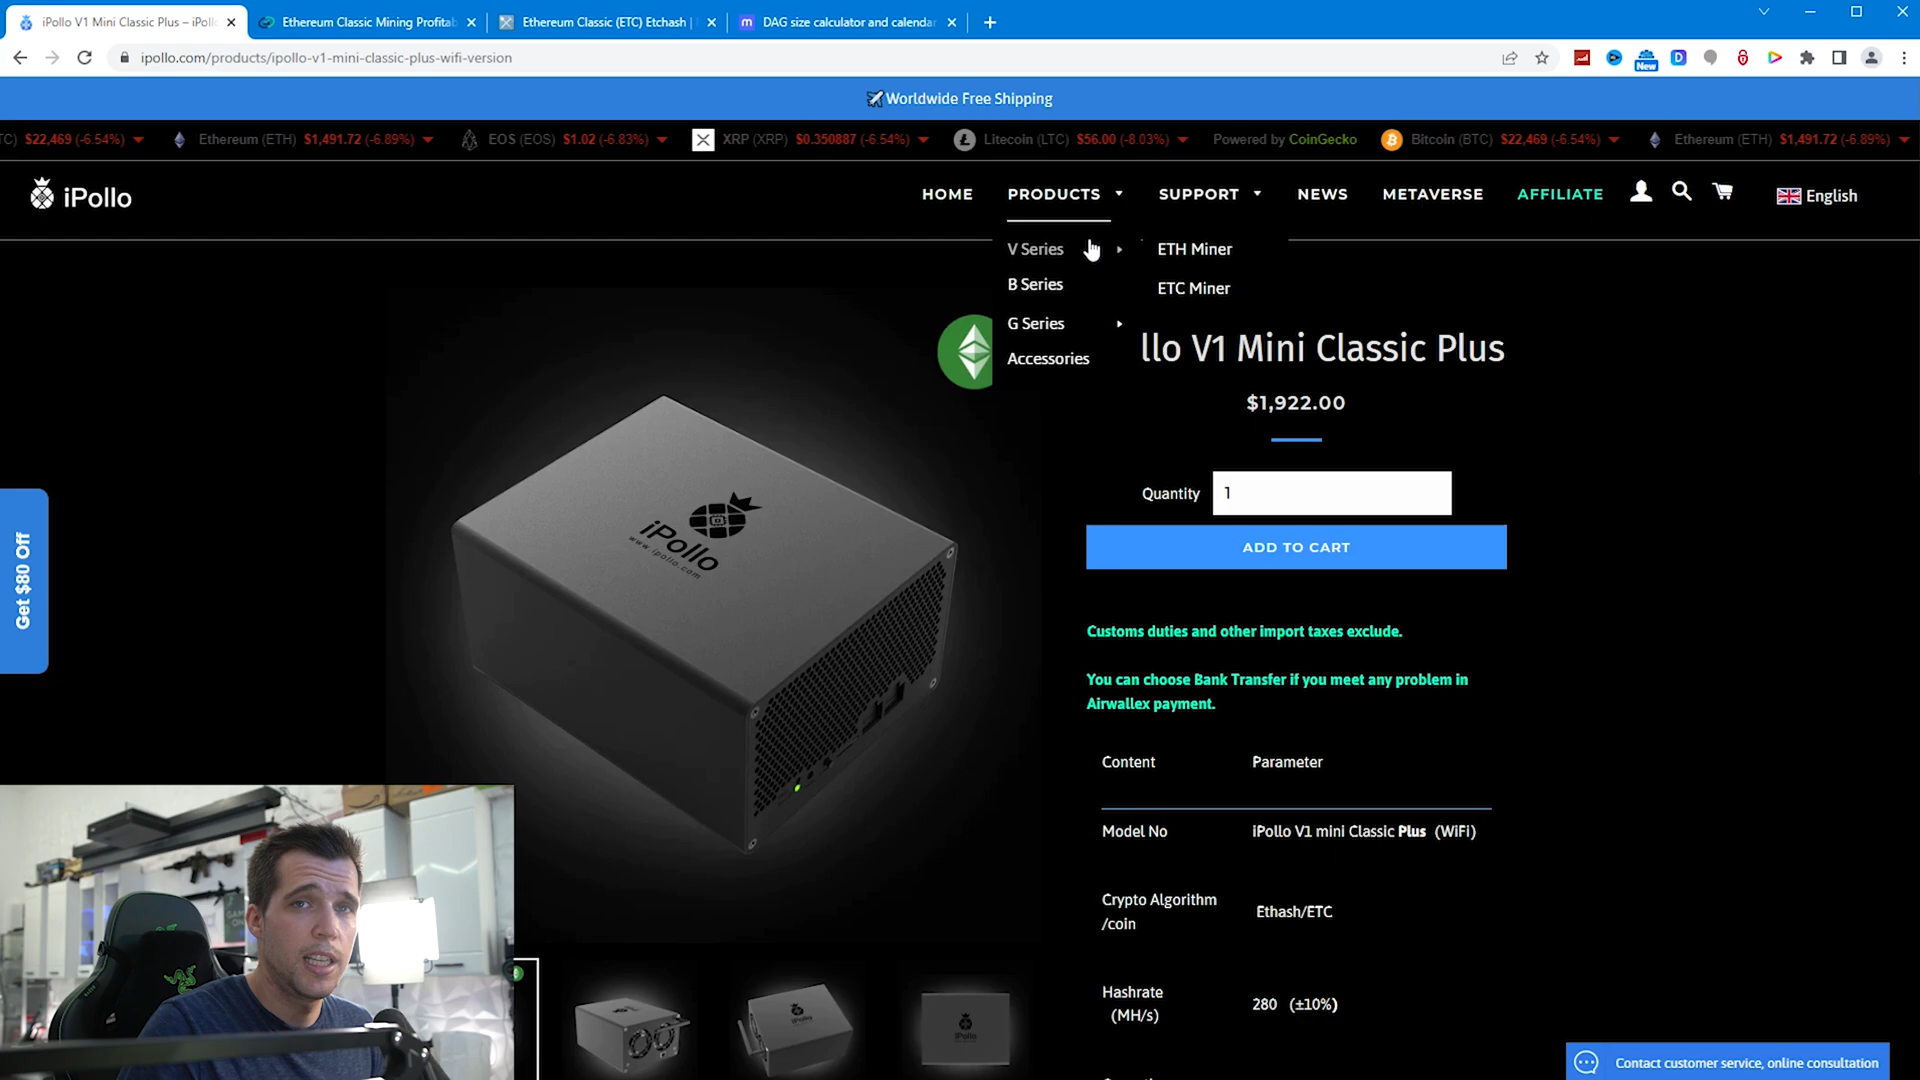 iPollo V1 Mini Classic Plus – iPoll
Ethereum Classic Mining Profitab
Ethereum Classic (ETC) Etchash |
DAG size calculator and calendar
ipollo.com/products/ipollo-v1-mini-classic-plus-wifi-version
New
Worldwide Free Shipping
TC) $22,469 (-6.54%) Ethereum (ETH) $1,491.72 (-6.89%) EOS (EOS) $1.02 (-6.83%) XRP (XRP) $0.350887 (-6.54%) Litecoin (LTC) $56.00 (-8.03%) Powered by CoinGecko Bitcoin (BTC) $22,469 (-6.54%) Ethereum (ETH) $1,491.72 (-6.89%)
iPollo
HOME PRODUCTS SUPPORT NEWS METAVERSE AFFILIATE English
V Series
B Series
G Series
Accessories
ETH Miner
ETC Miner
llo V1 Mini Classic Plus
$1,922.00
Quantity 1
ADD TO CART
Customs duties and other import taxes exclude.
You can choose Bank Transfer if you meet any problem in
Airwallex payment.
Content Parameter
Model No iPollo V1 mini Classic Plus (WiFi)
Crypto Algorithm
/coin
Ethash/ETC
Hashrate
(MH/s)
280 (±10%)
Get $80 Off
iPollo
www.ipollo.com
iPollo
Contact customer service, online consultation